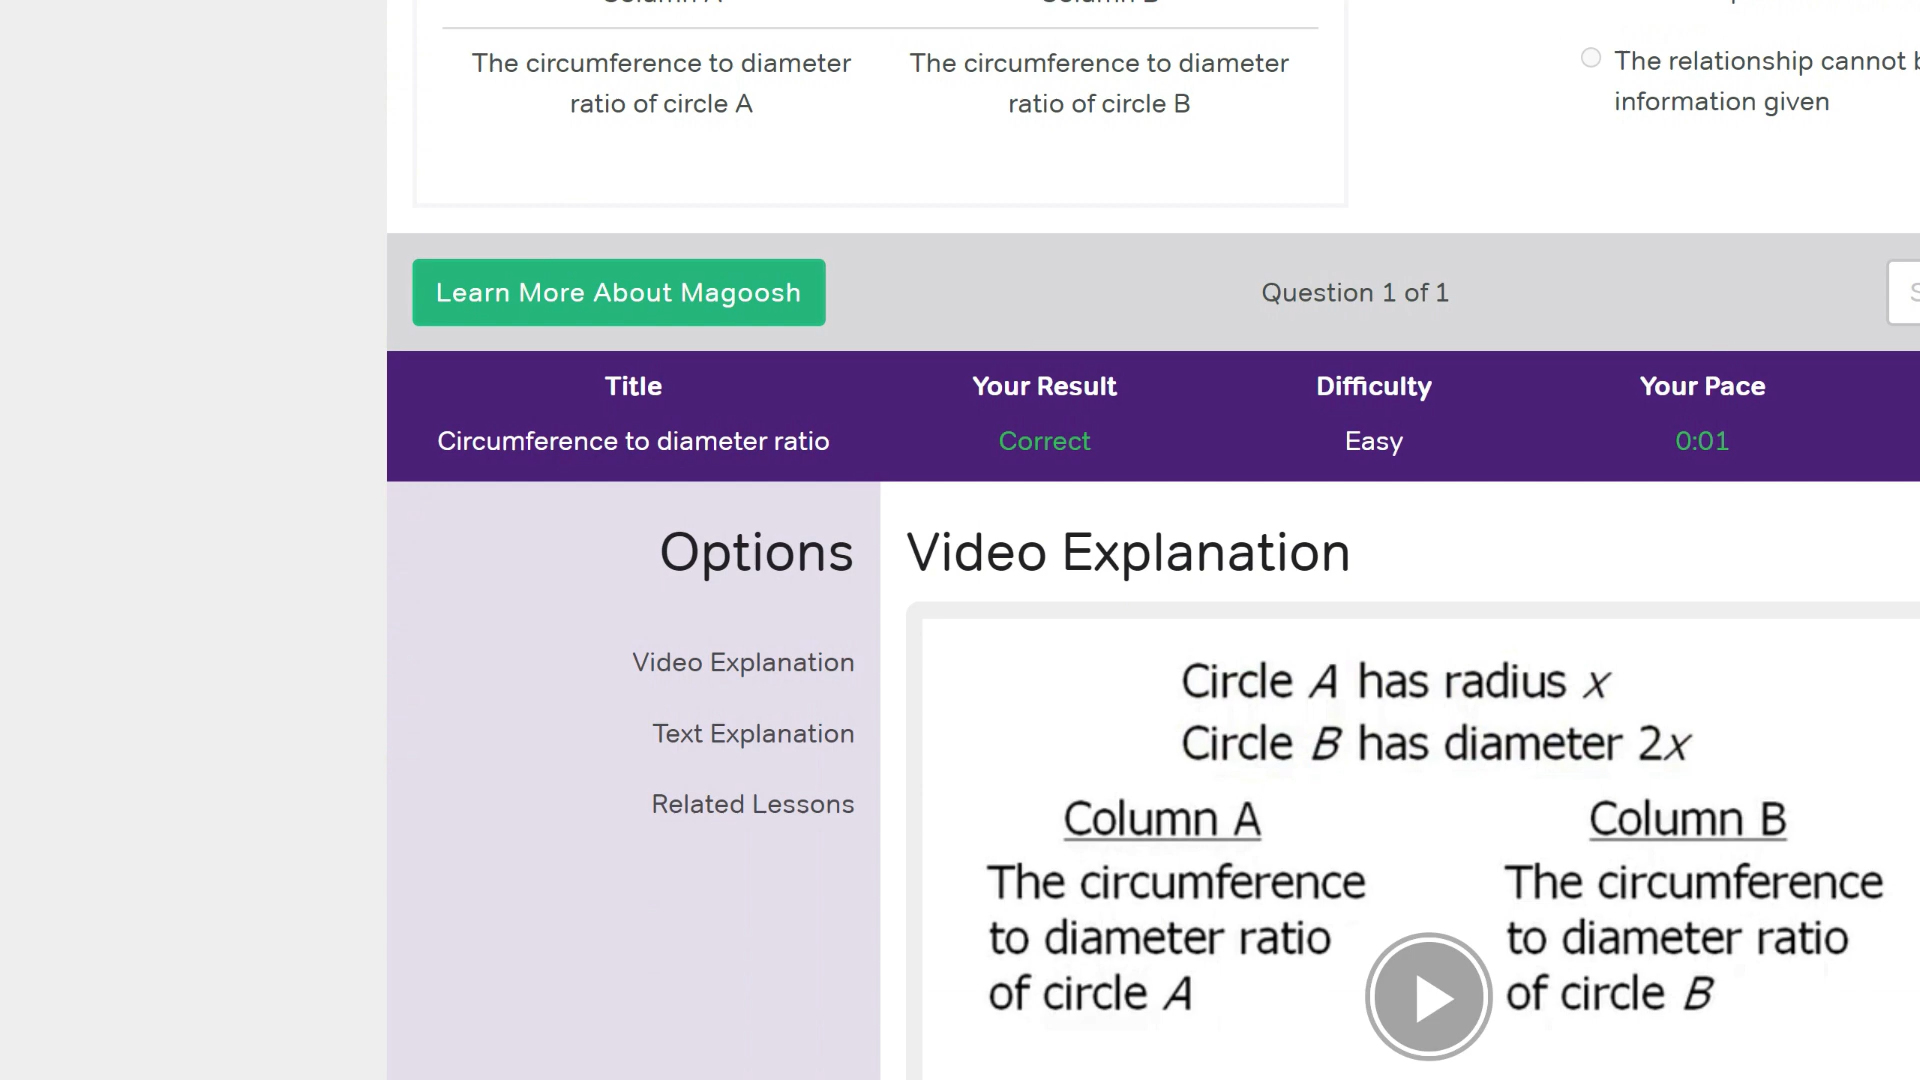 The circumference to diameter
ratio of circle A
The circumference to diameter
ratio of circle B
The relationship cannot
information given
Learn More About Magoosh
Question 1 of 1
Title
Your Result
Difficulty
Your Pace
Circumference to diameter ratio
Correct
Easy
0:01
Options
Video Explanation
Text Explanation
Related Lessons
Video Explanation
Circle A has radius x
Circle B has diameter 2x
Column A
The circumference
to diameter ratio
of circle A
Column B
The circumference
to diameter ratio
of circle B